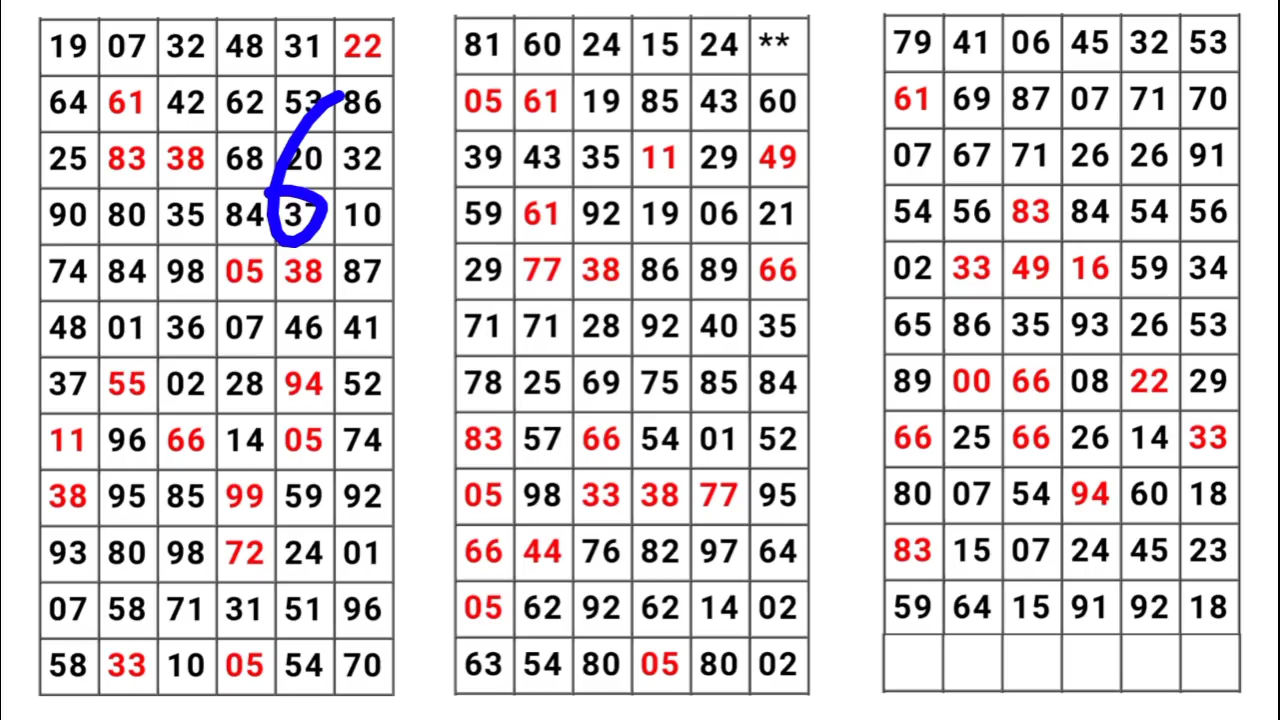 19 07 32 48 31 22
64 61 42 62 53 86
25 83 38 68 20 32
90 80 35 84 37 10
74 84 98 05 38 87
48 01 36 07 46 41
37 55 02 28 94 52
11 96 66 14 05 74
38 95 85 99 59 92
93 80 98 72 24 01
07 58 71 31 51 96
58 33 10 05 54 70
6
81 60 24 15 24 **
05 61 19 85 43 60
39 43 35 11 29 49
59 61 92 19 06 21
29 77 38 86 89 66
71 71 28 92 40 35
78 25 69 75 85 84
83 57 66 54 01 52
05 98 33 38 77 95
66 44 76 82 97 64
05 62 92 62 14 02
63 54 80 05 80 02
79 41 06 45 32 53
61 69 87 07 71 70
07 67 71 26 26 91
54 56 83 84 54 56
02 33 49 16 59 34
65 86 35 93 26 53
89 00 66 08 22 29
66 25 66 26 14 33
80 07 54 94 60 18
83 15 07 24 45 23
59 64 15 91 92 18